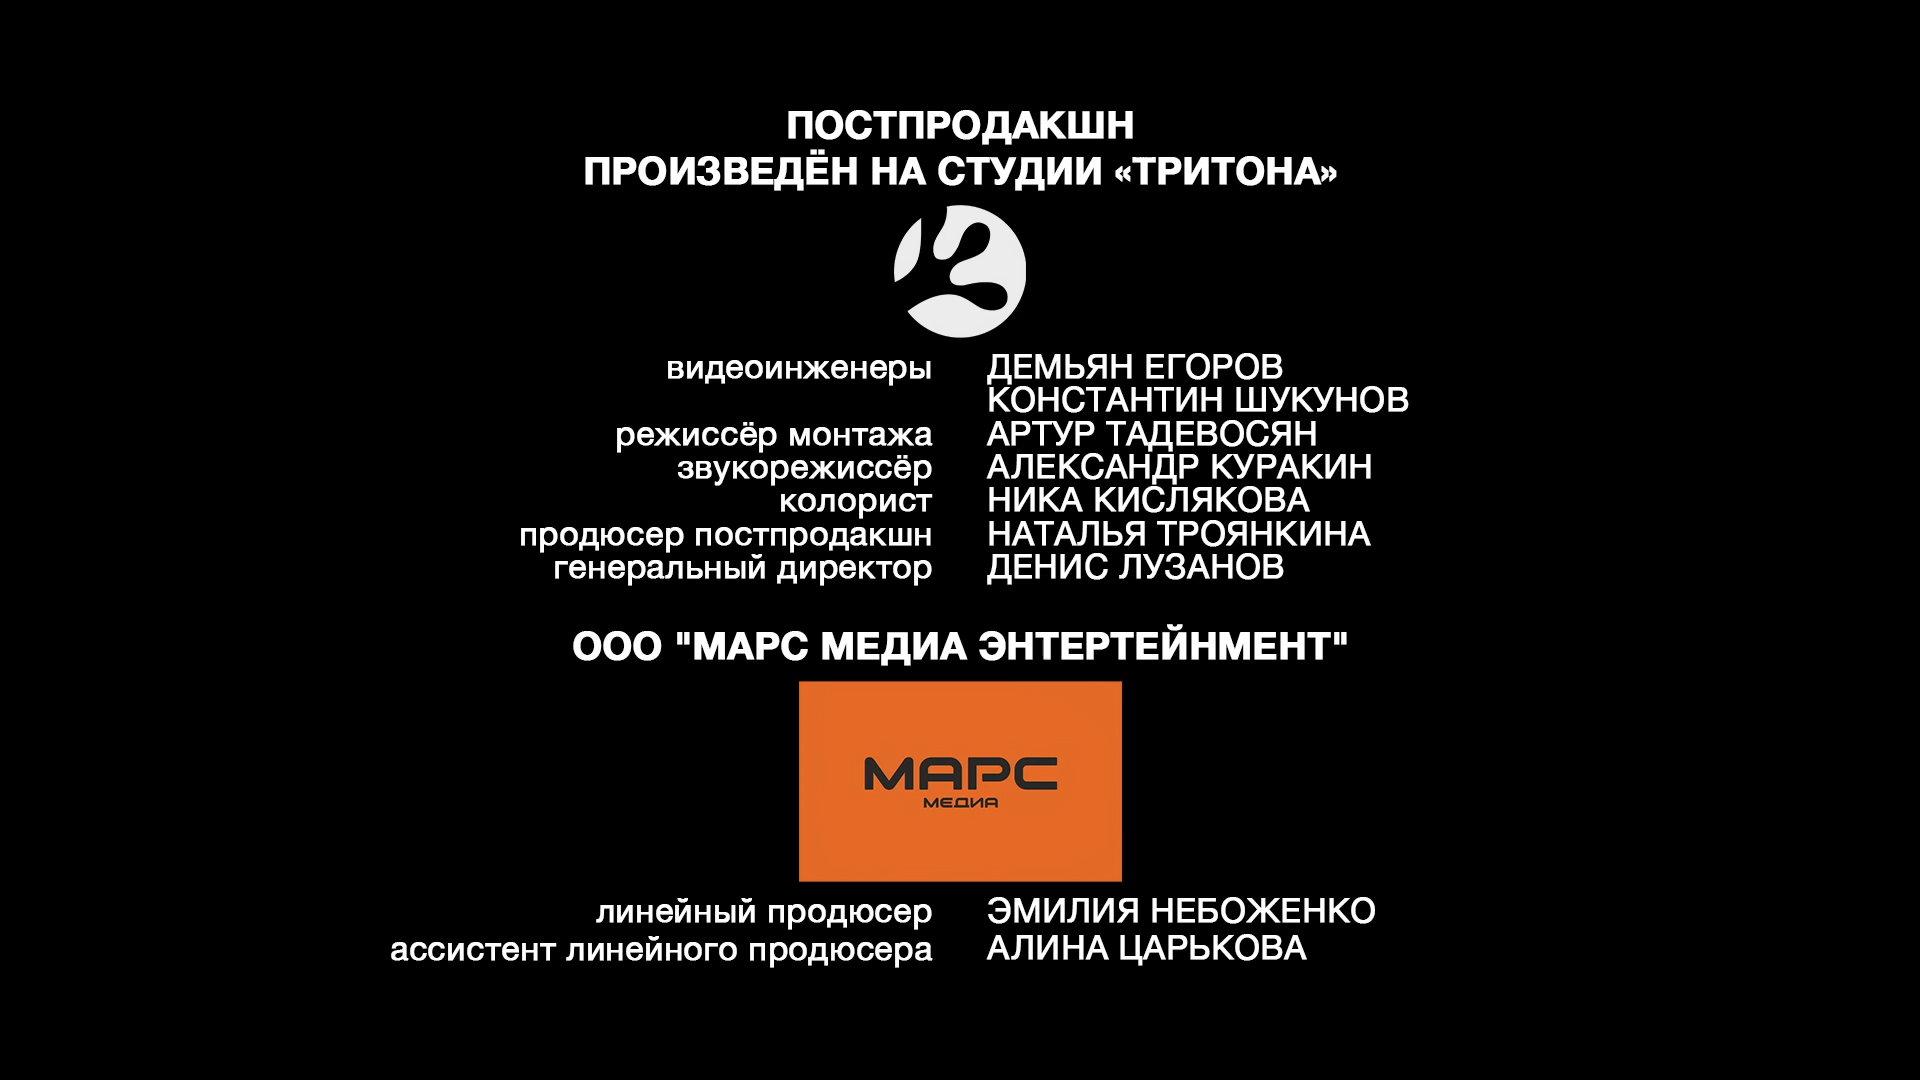 ПОСТПРОДАКШН
ПРОИЗВЕДЁН НА СТУДИИ «ТРИТОНА»
видеоинженеры ДЕМЬЯН ЕГОРОВ
КОНСТАНТИН ШУКУНОВ
режиссёр монтажа АРТУР ТАДЕВОСЯН
звукорежиссёр АЛЕКСАНДР КУРАКИН
колорист НИКА КИСЛЯКОВА
продюсер постпродакшн НАТАЛЬЯ ТРОЯНКИНА
генеральный директор ДЕНИС ЛУЗАНОВ
ООО "МАРС МЕДИА ЭНТЕРТЕЙНМЕНТ"
МАРС
МЕДИА
линейный продюсер ЭМИЛИЯ НЕБОЖЕНКО
ассистент линейного продюсера АЛИНА ЦАРЬКОВА